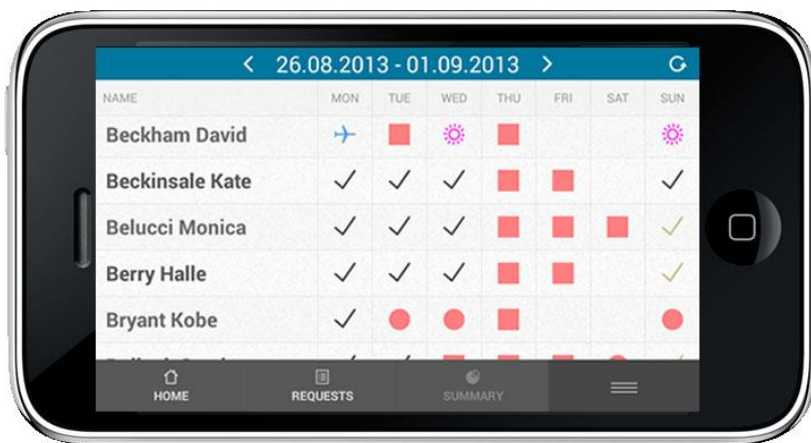 26.08.2013 - 01.09.2013
NAME MON TUE WED THU FRI SAT SUN
Beckham David
Beckinsale Kate
Belucci Monica
Berry Halle
Bryant Kobe
HOME REQUESTS SUMMARY